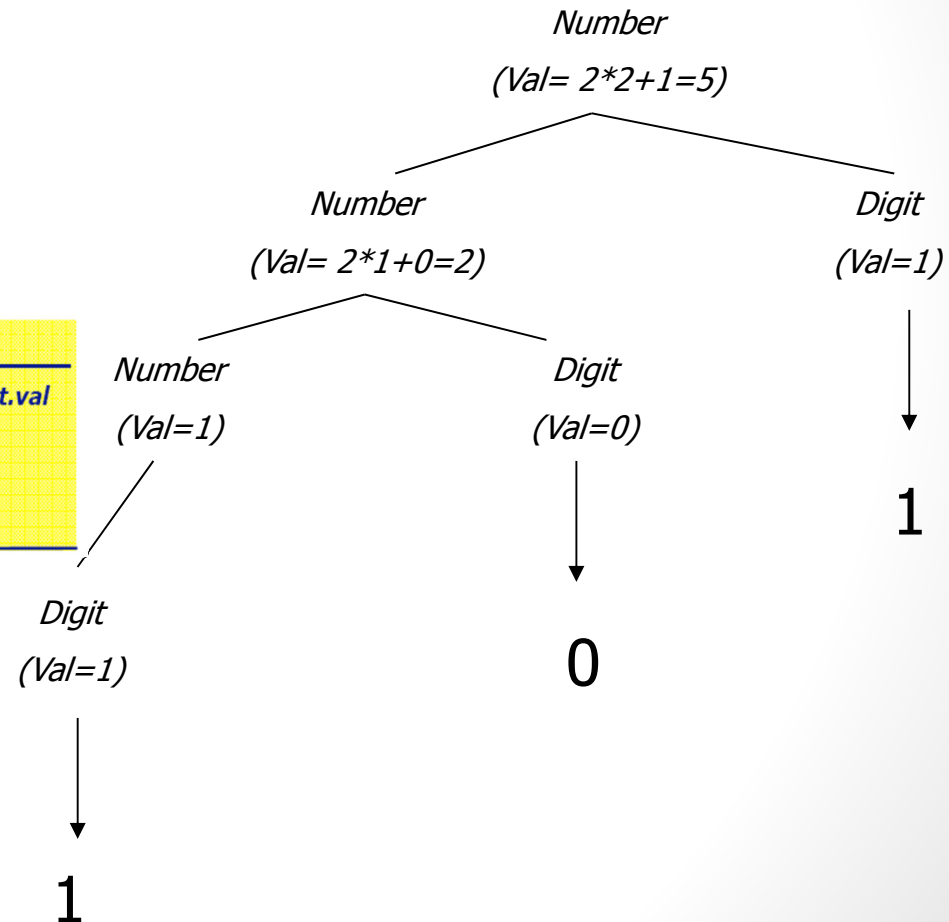 Number
(Val= 2*2+1=5)
Number
Digit
(Val= 2*1+0=2)
(Val=1)
Number
Digit
t.val
(Val=1)
(Val=0)
1
Digit
(Val=1)
0
1